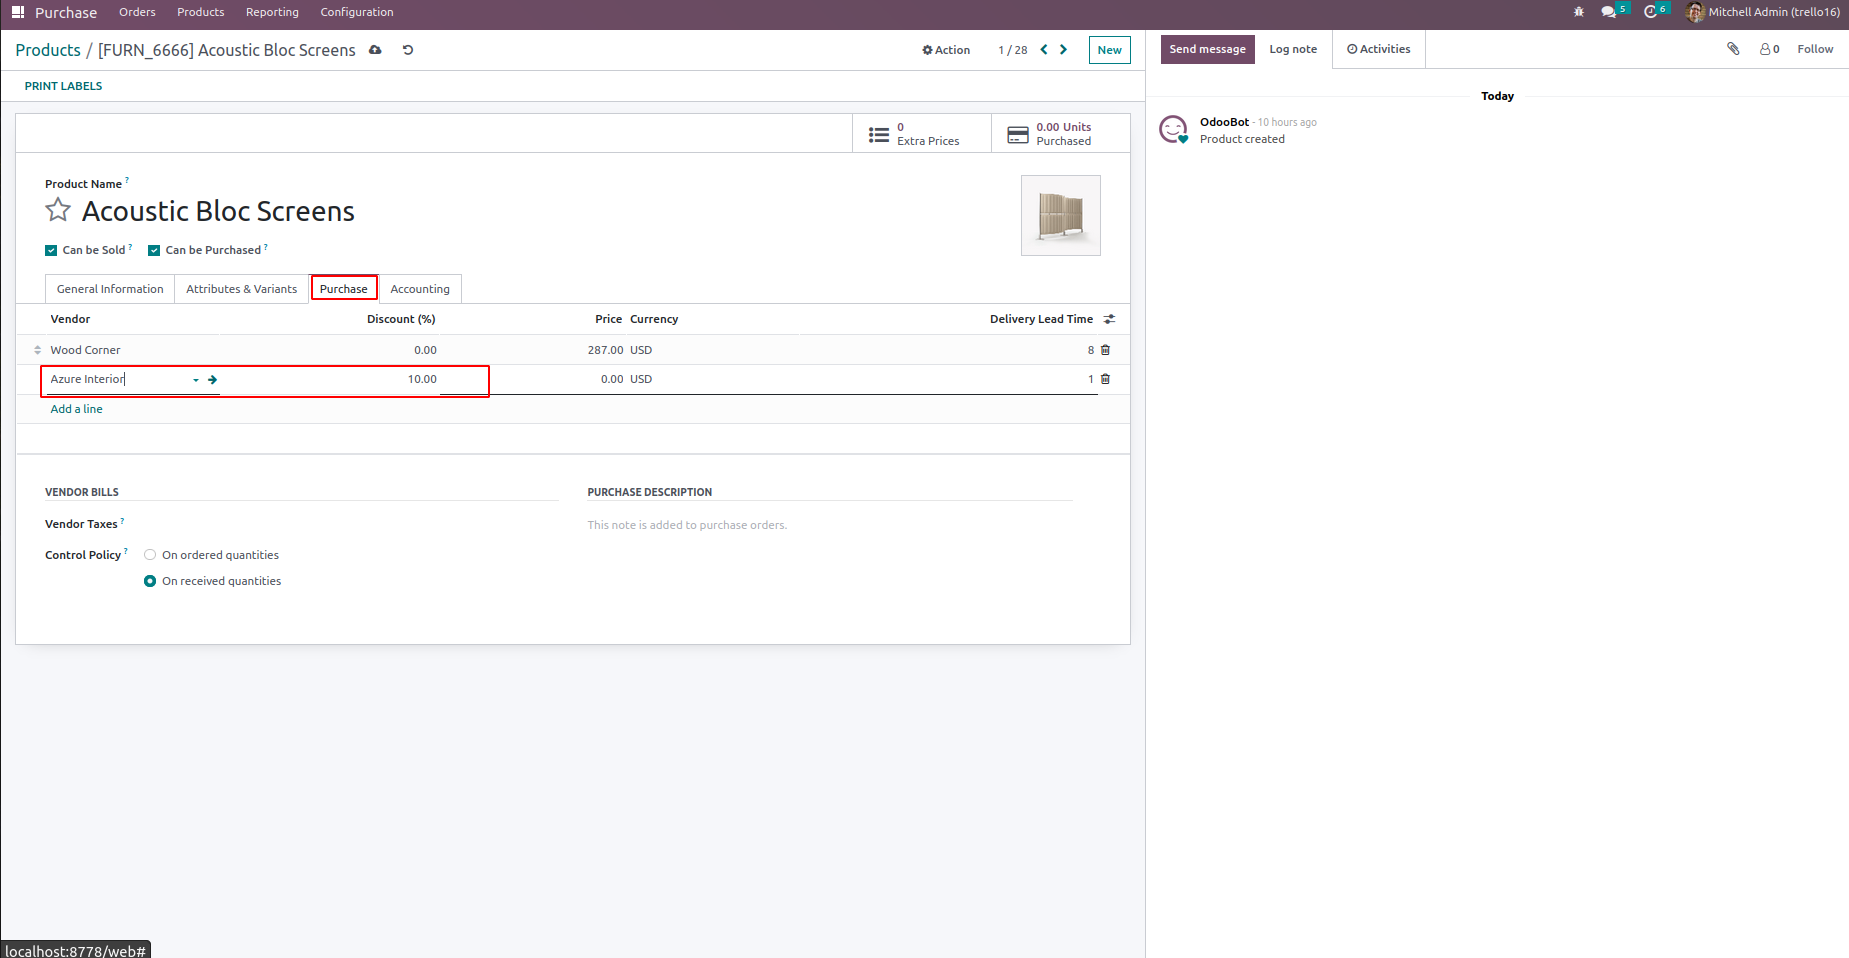 Purchase Orders Products Reporting Configuration 5 6 Mitchell Admin (trello16)
Products / [FURN_6666] Acoustic Bloc Screens Action 1 / 28 New
Send message Log note Activities 0 Follow
PRINT LABELS
Today
OdooBot - 10 hours ago
Product created
0 Extra Prices
0.00 Units Purchased
Product Name ?
Acoustic Bloc Screens
Can be Sold ? Can be Purchased ?
General Information Attributes & Variants Purchase Accounting
Vendor Discount (%) Price Currency Delivery Lead Time
Wood Corner 0.00 287.00 USD 8
Azure Interior 10.00 0.00 USD 1
Add a line
VENDOR BILLS
PURCHASE DESCRIPTION
Vendor Taxes ?
This note is added to purchase orders.
Control Policy ? On ordered quantities
On received quantities
localhost:8778/web#